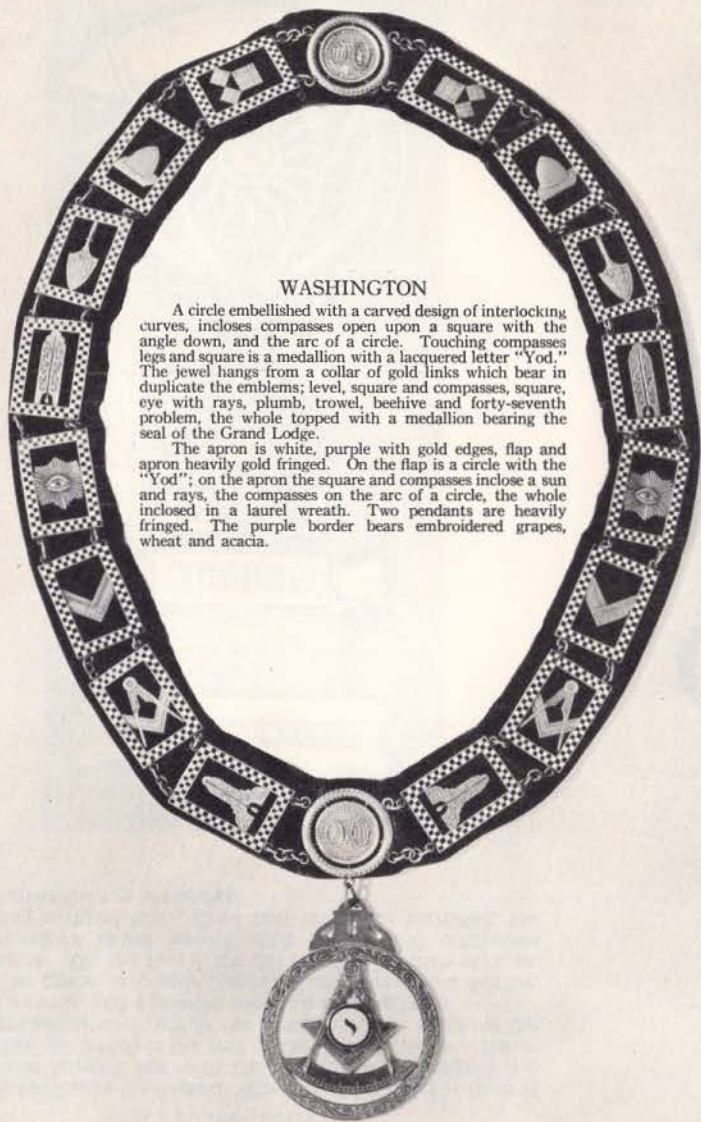 WASHINGTON
A circle embellished with a carved design of interlocking
curves, incloses compasses open upon a square with the
angle down, and the arc of a circle. Touching compasses
legs and square is a medallion with a lacquered letter "Yod."
The jewel hangs from a collar of gold links which bear in
duplicate the emblems; level, square and compasses, square,
eye with rays, plumb, trowel, beehive and forty-seventh
problem, the whole topped with a medallion bearing the
seal of the Grand Lodge.
The apron is white, purple with gold edges, flap and
apron heavily gold fringed. On the flap is a circle with the
"Yod"; on the apron the square and compasses inclose a sun
and rays, the compasses on the arc of a circle, the whole
inclosed in a laurel wreath. Two pendants are heavily
fringed. The purple border bears embroidered grapes,
wheat and acacia.